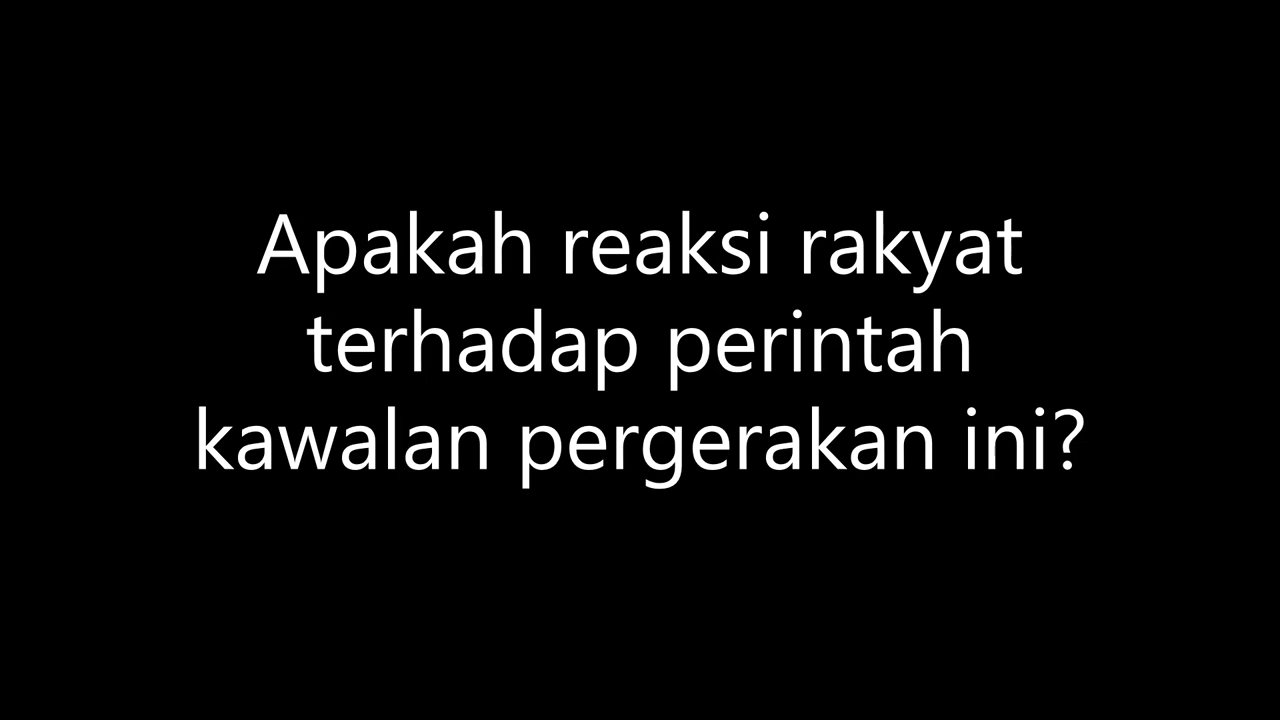 Apakah reaksi rakyat
terhadap perintah
kawalan pergerakan ini?